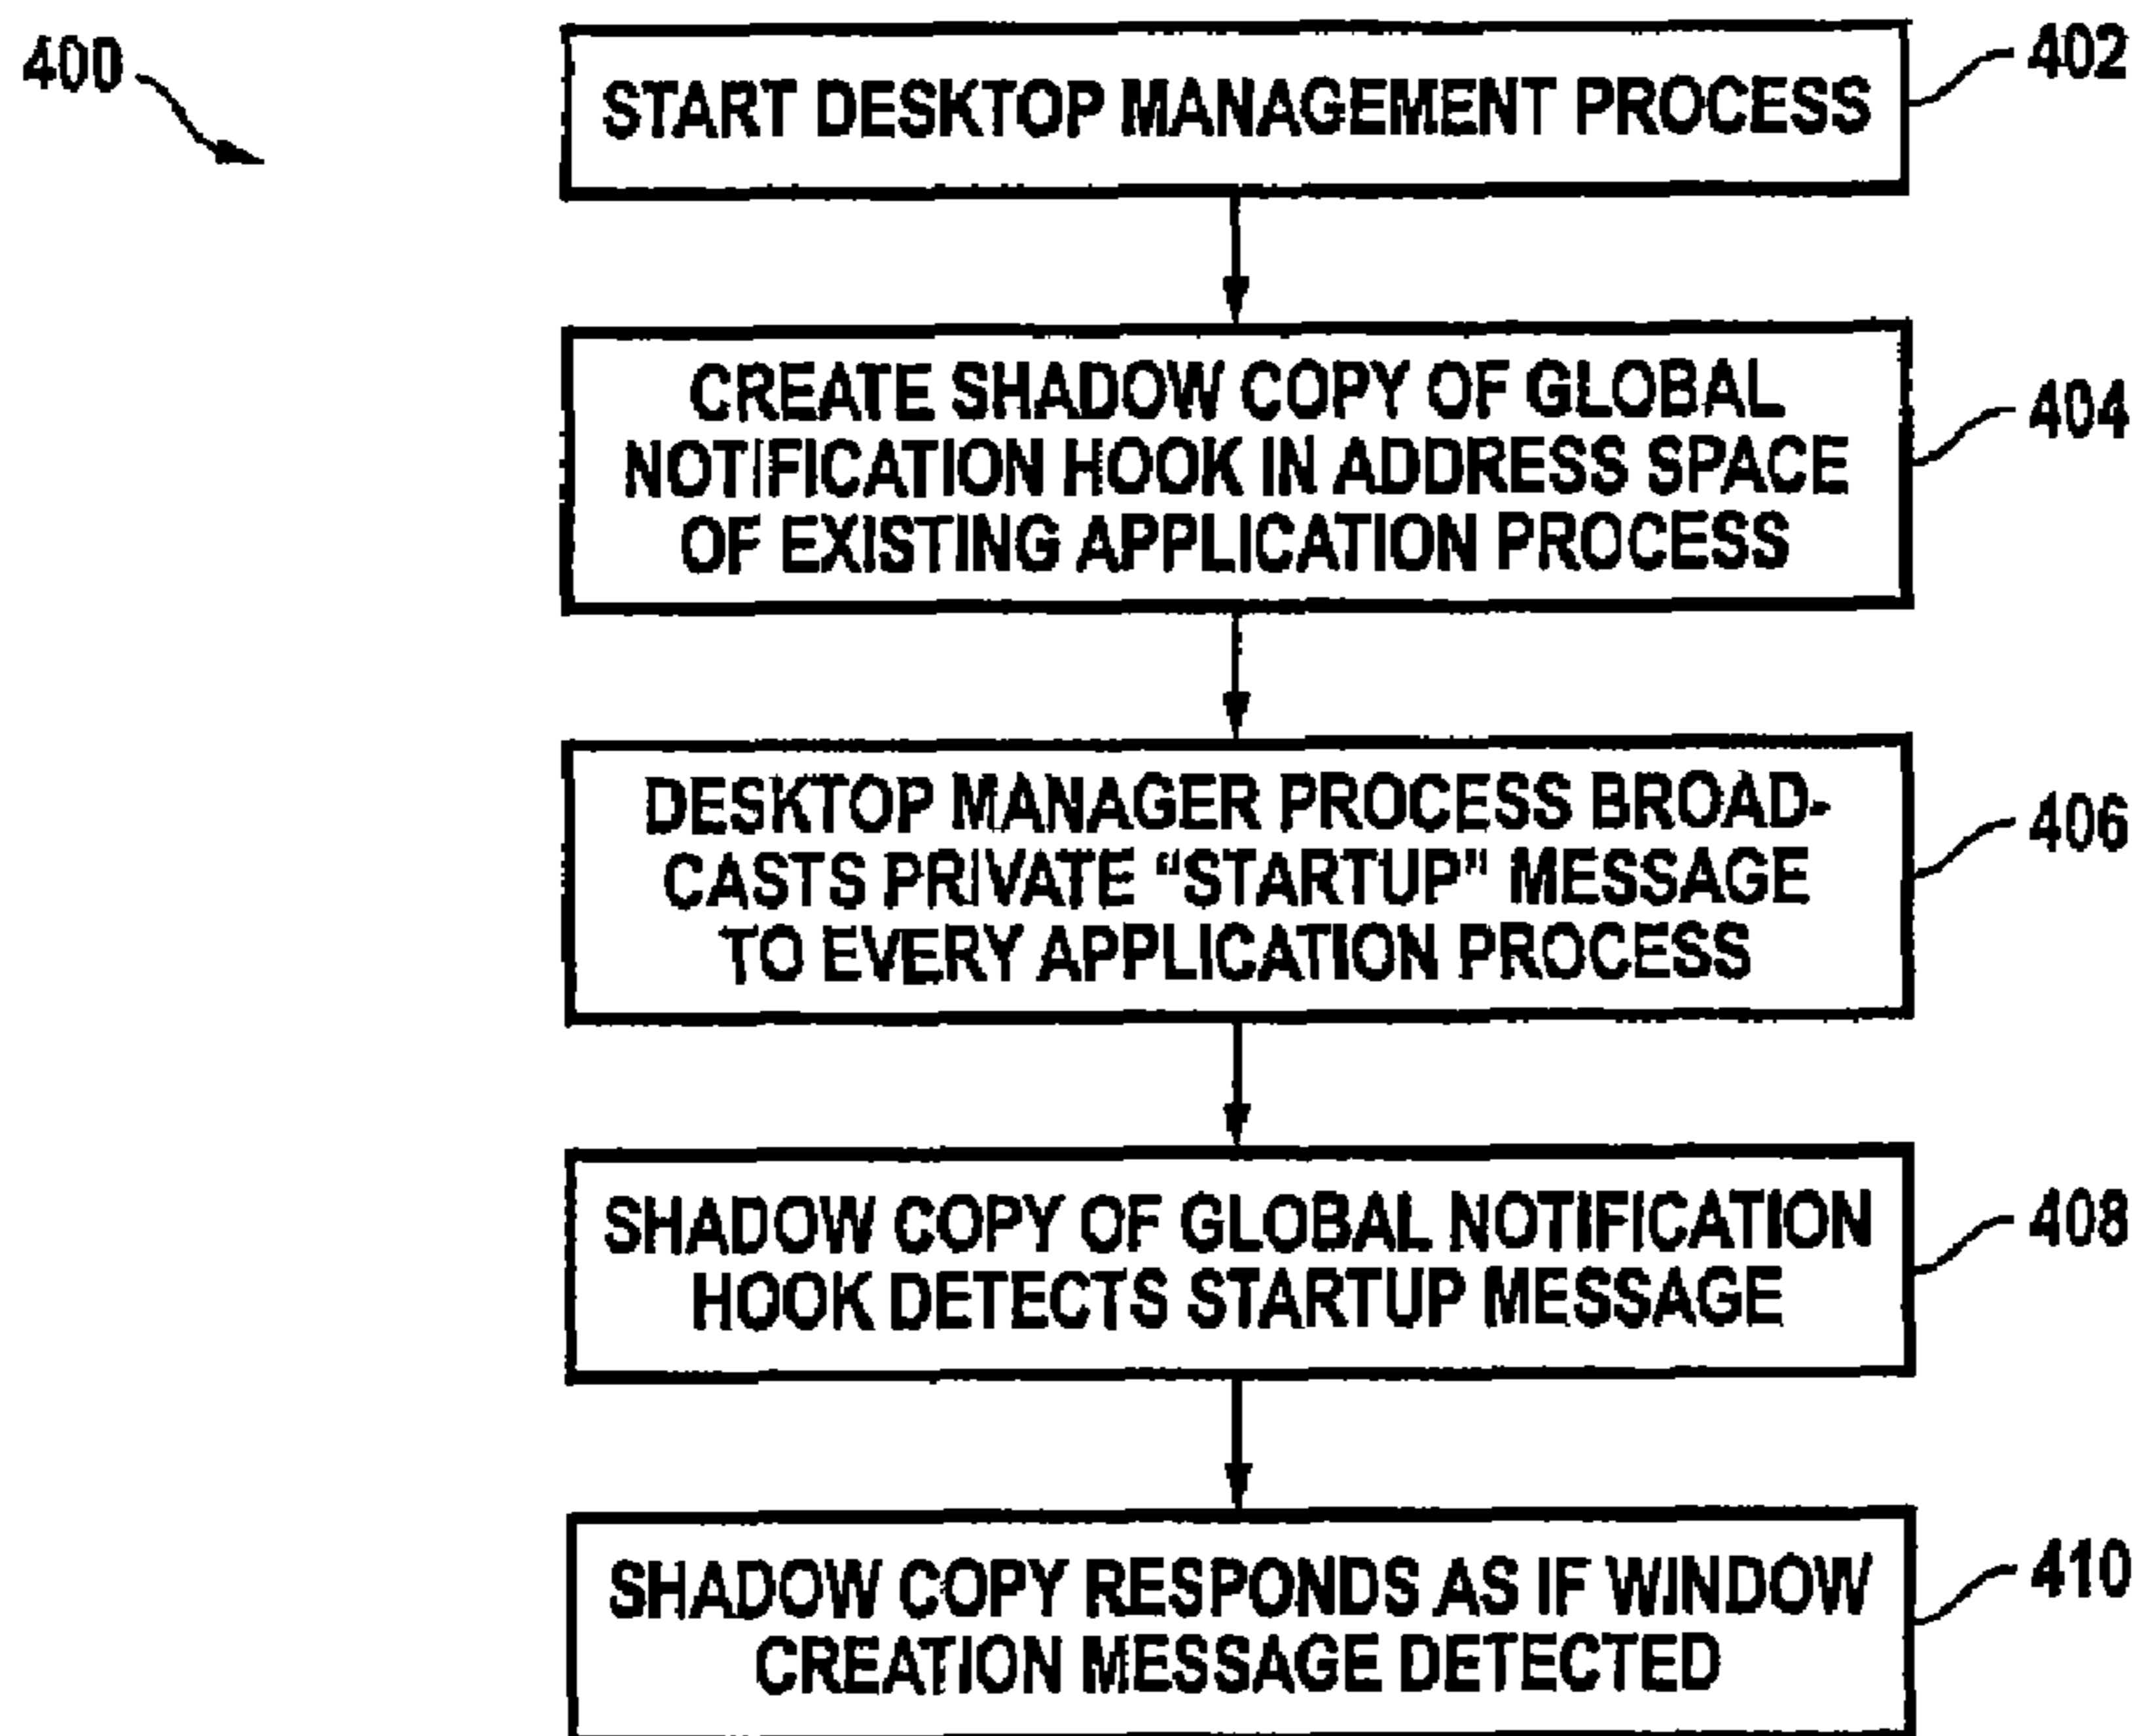 400
START DESKTOP MANAGEMENT PROCESS
402
CREATE SHADOW COPY OF GLOBAL
NOTIFICATION HOOK IN ADDRESS SPACE
OF EXISTING APPLICATION PROCESS
404
DESKTOP MANAGER PROCESS BROAD-
CASTS PRIVATE “STARTUP” MESSAGE
TO EVERY APPLICATION PROCESS
406
SHADOW COPY OF GLOBAL NOTIFICATION
HOOK DETECTS STARTUP MESSAGE
408
SHADOW COPY RESPONDS AS IF WINDOW
CREATION MESSAGE DETECTED
410